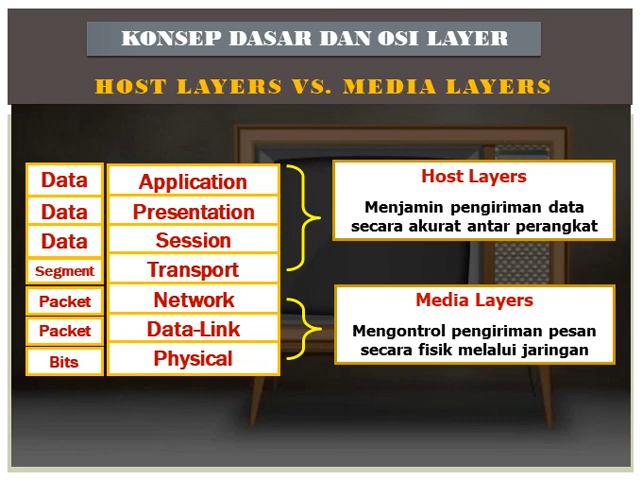 KONSEP DASAR DAN OSI LAYER
HOST LAYERS VS. MEDIA LAYERS
Data Application
Data Presentation
Data Session
Segment Transport
Packet Network
Packet Data-Link
Bits Physical
Host Layers
Menjamin pengiriman data
secara akurat antar perangkat
Media Layers
Mengontrol pengiriman pesan
secara fisik melalui jaringan